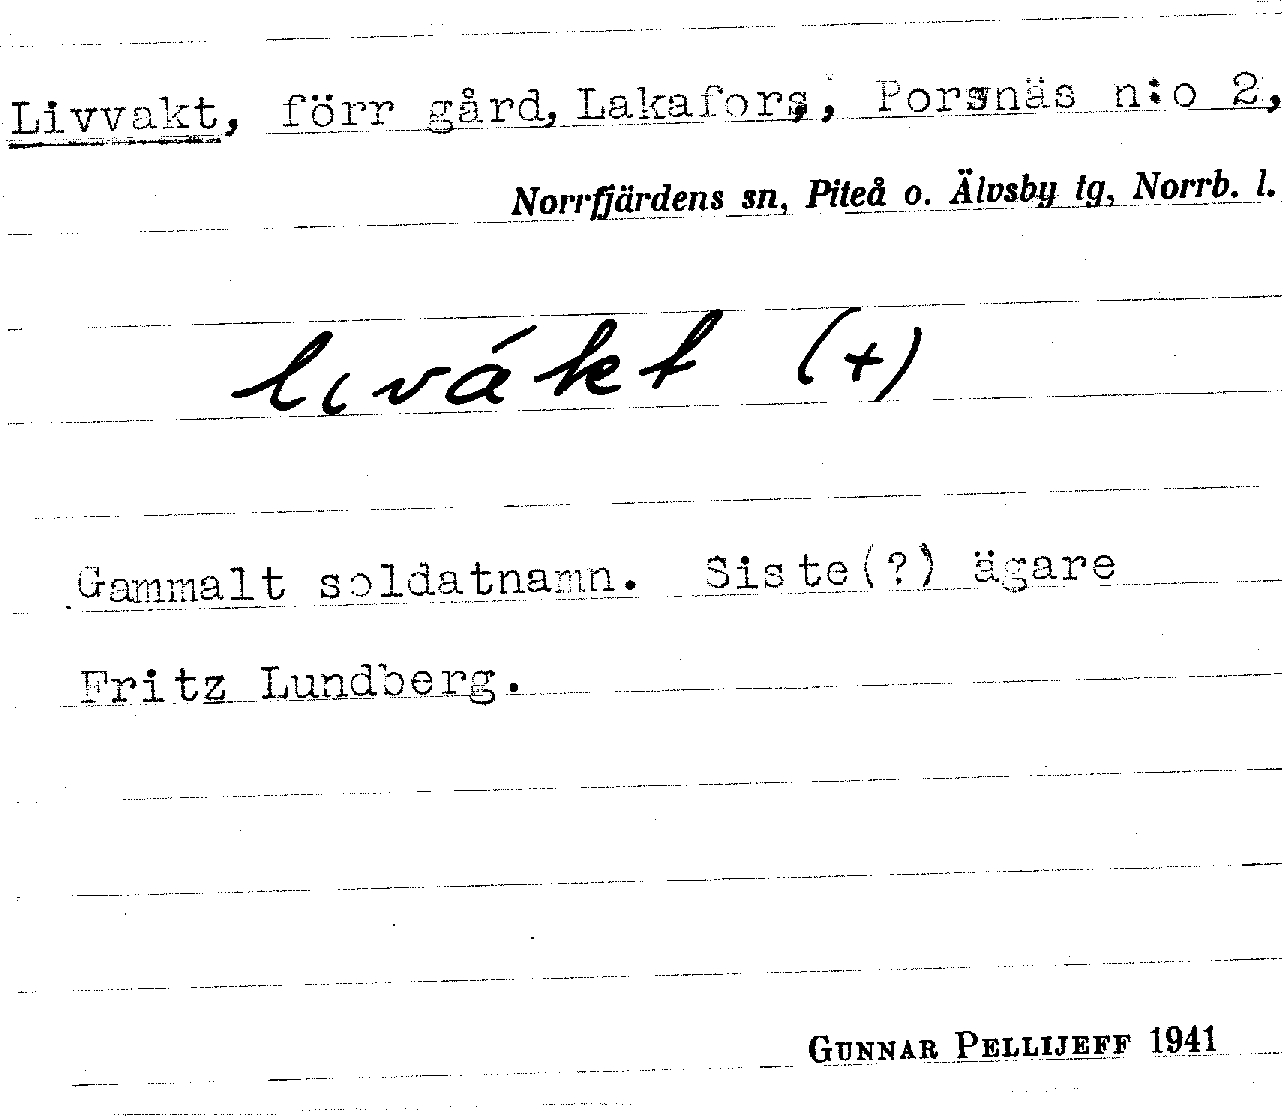 Livvakt, förr gård, Lakafors, Porsnäs n:o 2,
Norrfjärdens sn, Piteå o. Älvsby tg, Norrb. l.
livákt (+)
Gammalt soldatnamn. Siste(?) ägare
Fritz Lundberg.
GUNNAR PELLIJEFF 1941